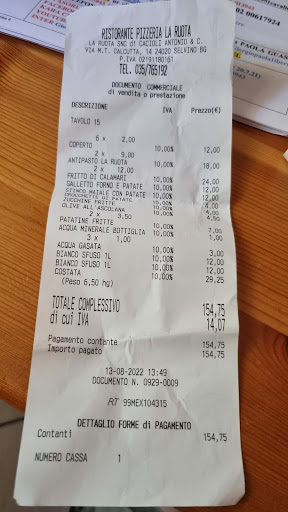 RISTORANTE PIZZERIA LA RUOTA
LA RUOTA SNC di CACIOLI ANTONIO & C.
VIA M.T. CALCUTTA, 14 24020 SELVINO BG
P.IVA 02191180161
TEL. 035/765192
DOCUMENTO COMMERCIALE
di vendita o prestazione
DESCRIZIONE IVA Prezzo(€)
TAVOLO 15
6 x 2,00
COPERTO 10,00% 12,00
2 x 9,00
ANTIPASTO LA RUOTA 10,00% 18,00
2 x 12,00
FRITTO DI CALAMARI 10,00% 24,00
GALLETTO FORNO E PATATE 10,00% 12,00
STINCO MAIALE CON PATATE 10,00% 12,00
CROCCHETTE DI PATATE 10,00% 4,00
ZUCCHINE FRITTE 10,00% 4,00
OLIVE ALL'ASCOLANA 10,00% 4,50
2 x 3,50
PATATINE FRITTE 10,00% 7,00
ACQUA MINERALE BOTTIGLIA 10,00% 1,00
3 x 1,00
ACQUA GASATA 10,00% 3,00
BIANCO SFUSO 1L 10,00% 12,00
BIANCO SFUSO 1L 10,00% 12,00
COSTATA 10,00% 29,25
(Peso 6,50 hg)
TOTALE COMPLESSIVO 154,75
di cui IVA 14,07
Pagamento contante 154,75
Importo pagato 154,75
13-08-2022 13:49
DOCUMENTO N. 0929-0009
RT 99MEX104315
DETTAGLIO FORME di PAGAMENTO
Contanti 154,75
NUMERO CASSA 1